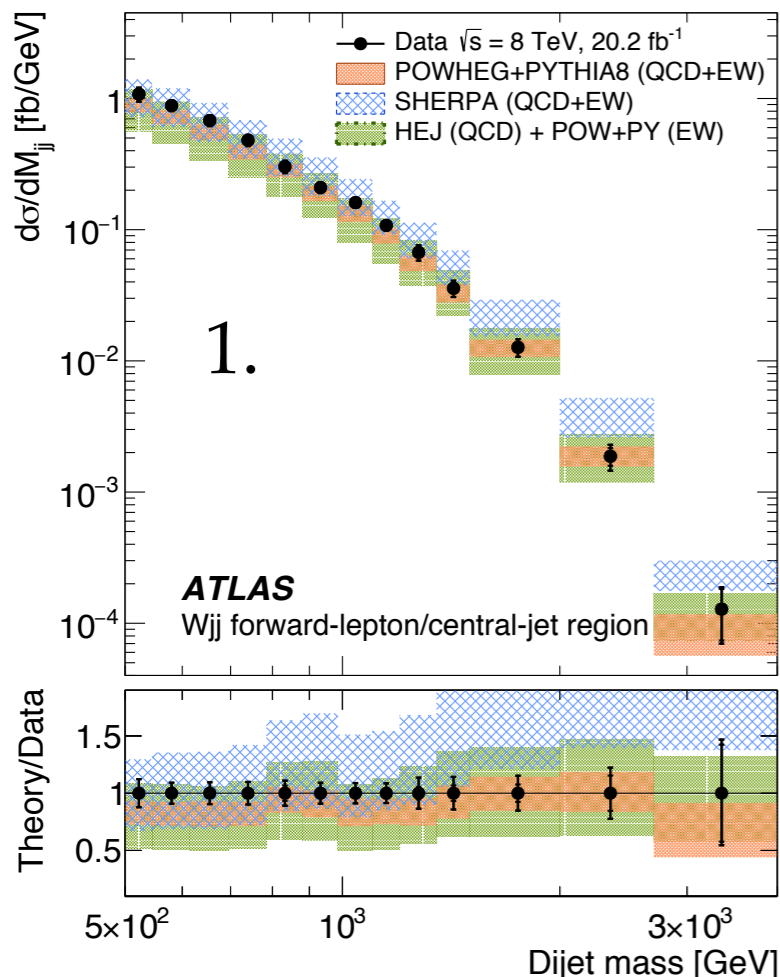 Data √s = 8 TeV, 20.2 fb⁻¹
POWHEG+PYTHIA8 (QCD+EW)
SHERPA (QCD+EW)
HEJ (QCD) + POW+PY (EW)
dσ/dM_jj [fb/GeV]
1
10⁻¹
10⁻²
10⁻³
10⁻⁴
1.
ATLAS
Wjj forward-lepton/central-jet region
Theory/Data
1.5
1
0.5
5×10² 10³ 3×10³
Dijet mass [GeV]